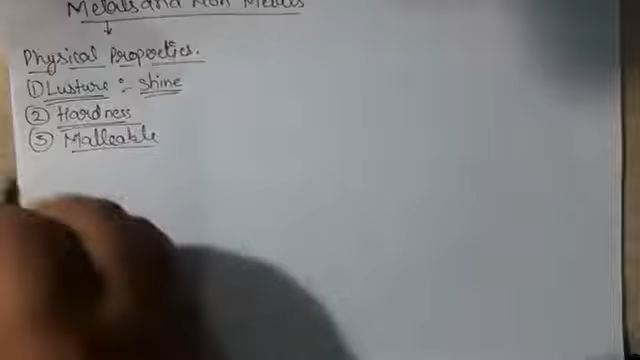 Metals and Non Metals
Physical Properties.
① Lusture :- Shine
② Hardness
③ Malleable